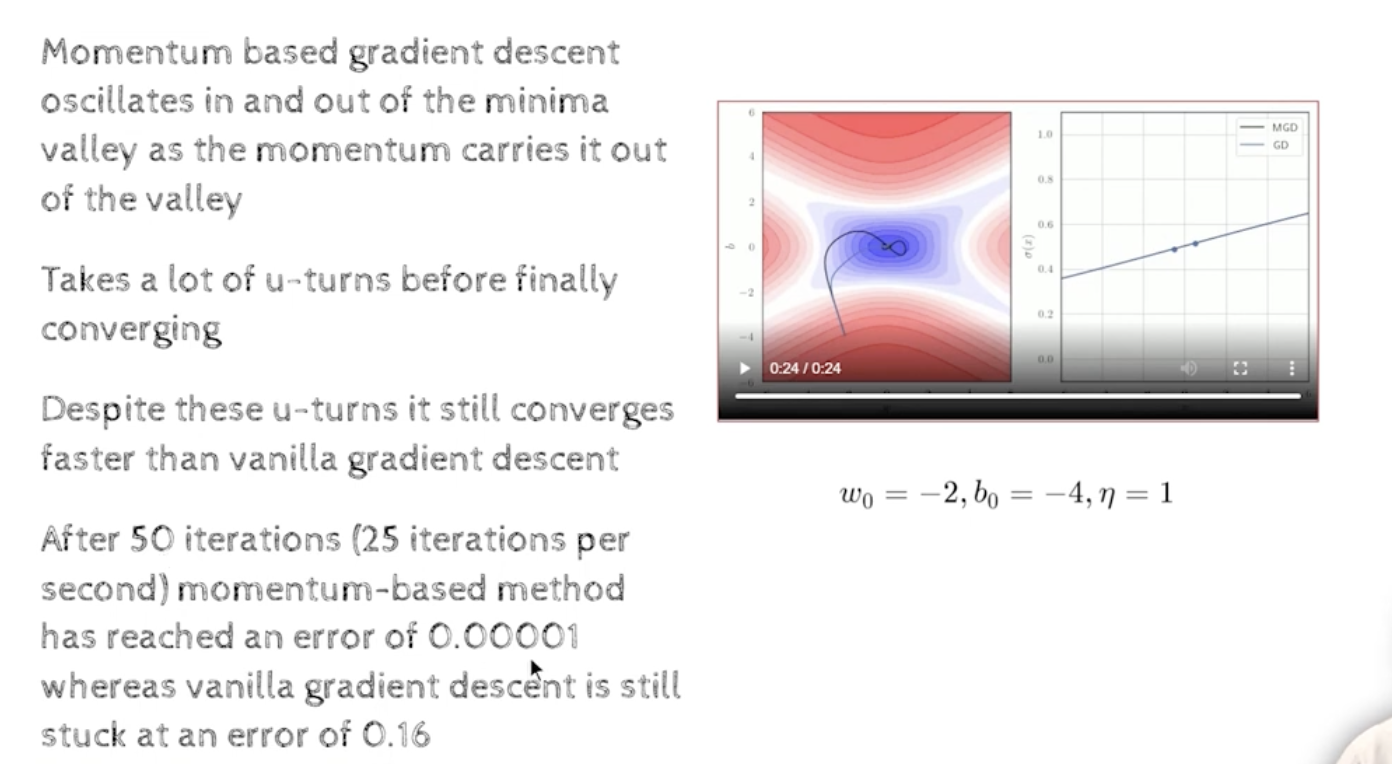 Momentum based gradient descent
oscillates in and out of the minima
valley as the momentum carries it out
of the valley
Takes a lot of u-turns before finally
converging
Despite these u-turns it still converges
faster than vanilla gradient descent
After 50 iterations (25 iterations per
second) momentum-based method
has reached an error of 0.00001
whereas vanilla gradient descent is still
stuck at an error of 0.16
6
4
2
b
0
−2
−4
−6
1.0
0.8
0.6
σ(x)
0.4
0.2
0.0
MGD
GD
0:24 / 0:24
w₀ = −2, b₀ = −4, η = 1